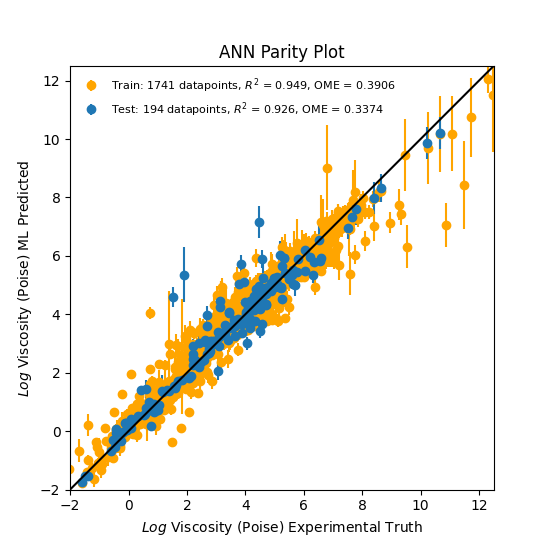 ANN Parity Plot
Train: 1741 datapoints, R² = 0.949, OME = 0.3906
Test: 194 datapoints, R² = 0.926, OME = 0.3374
Log Viscosity (Poise) ML Predicted
12
10
8
6
4
2
0
−2
−2 0 2 4 6 8 10 12
Log Viscosity (Poise) Experimental Truth